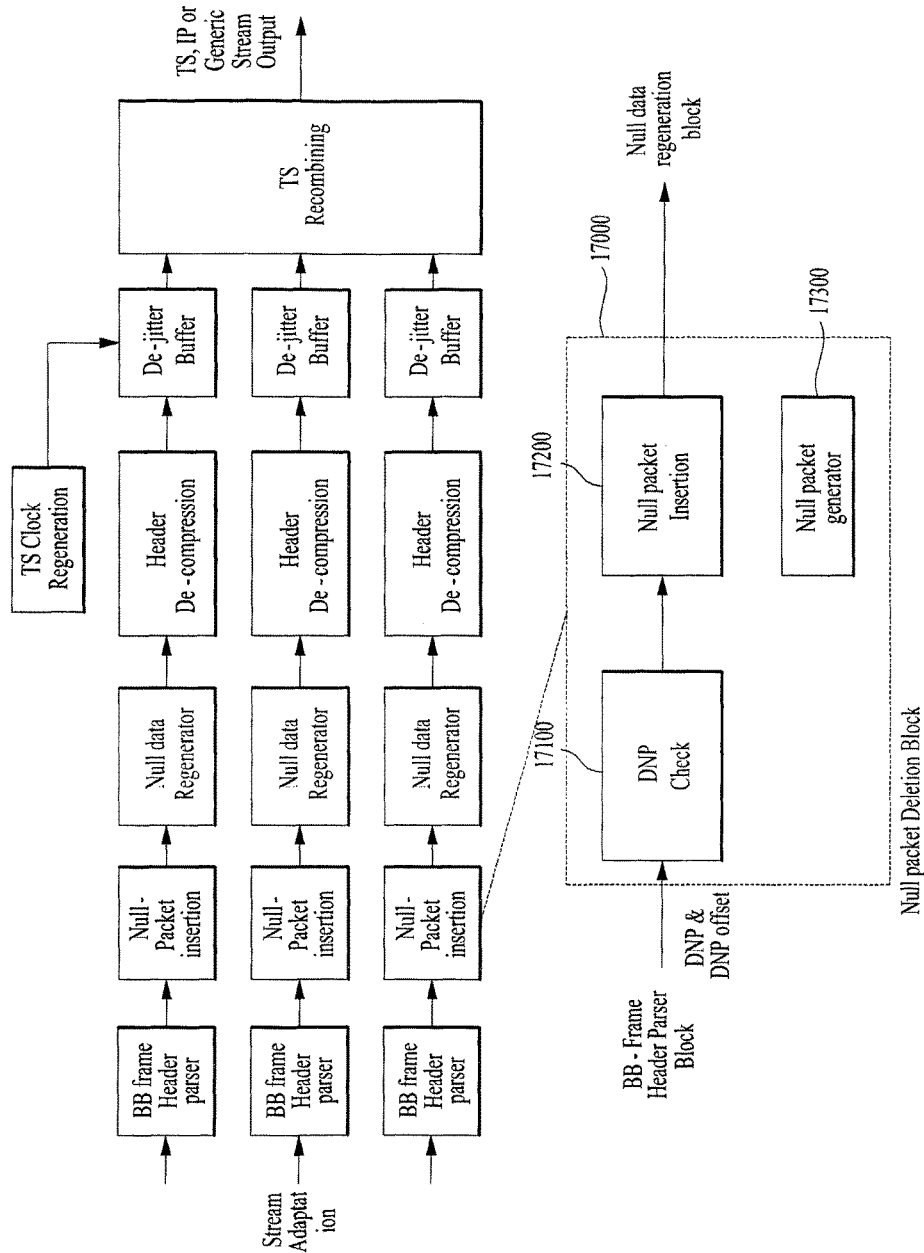 TS Clock
Regeneration
Stream
Adaptat
ion
BB frame
Header
parser
Null-
Packet
insertion
Null data
Regenerator
Header
De - compression
De - jitter
Buffer
BB frame
Header
parser
Null-
Packet
insertion
Null data
Regenerator
Header
De - compression
De - jitter
Buffer
BB frame
Header
parser
Null-
Packet
insertion
Null data
Regenerator
Header
De - compression
De - jitter
Buffer
TS
Recombining
TS, IP or
Generic
Stream
Output
BB - Frame
Header Parser
Block
DNP &
DNP offset
17100
DNP
Check
17200
Null packet
Insertion
17000
17300
Null packet
generator
Null data
regeneration
block
Null packet Deletion Block